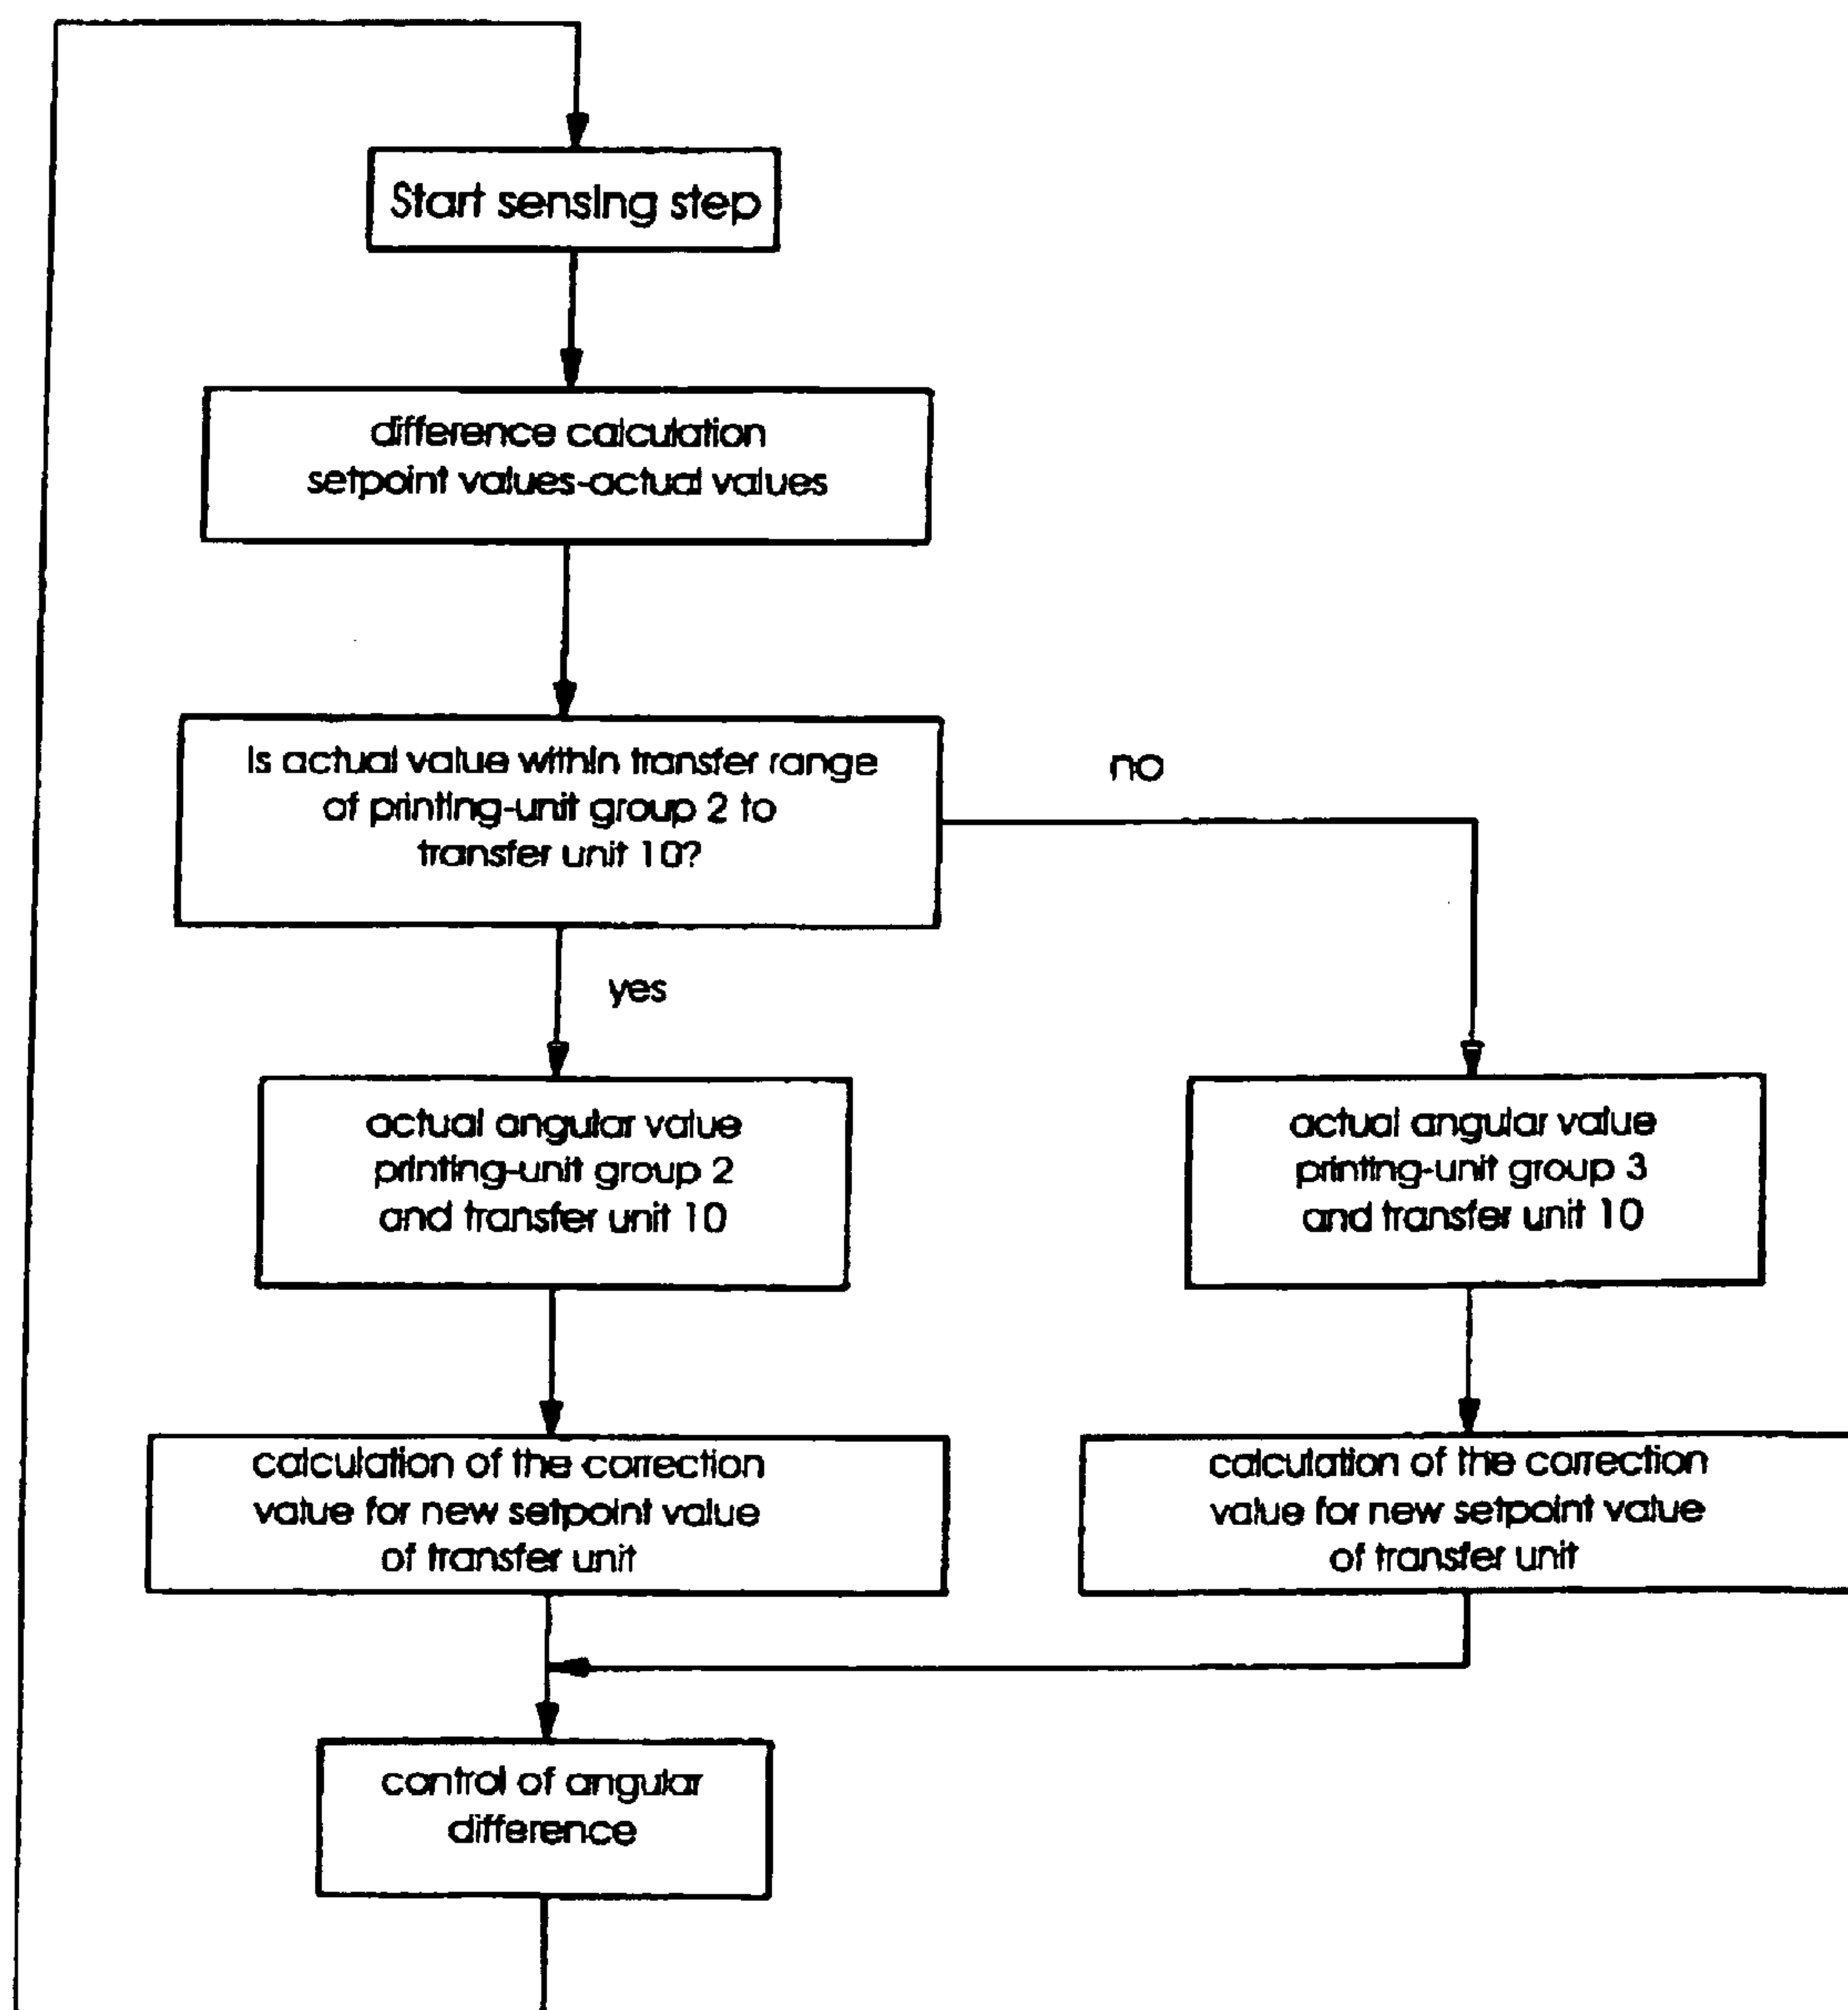 Start sensing step
difference calculation
setpoint values-actual values
Is actual value within transfer range
of printing-unit group 2 to
transfer unit 10?
no
yes
actual angular value
printing-unit group 2
and transfer unit 10
actual angular value
printing-unit group 3
and transfer unit 10
calculation of the correction
value for new setpoint value
of transfer unit
calculation of the correction
value for new setpoint value
of transfer unit
control of angular
difference